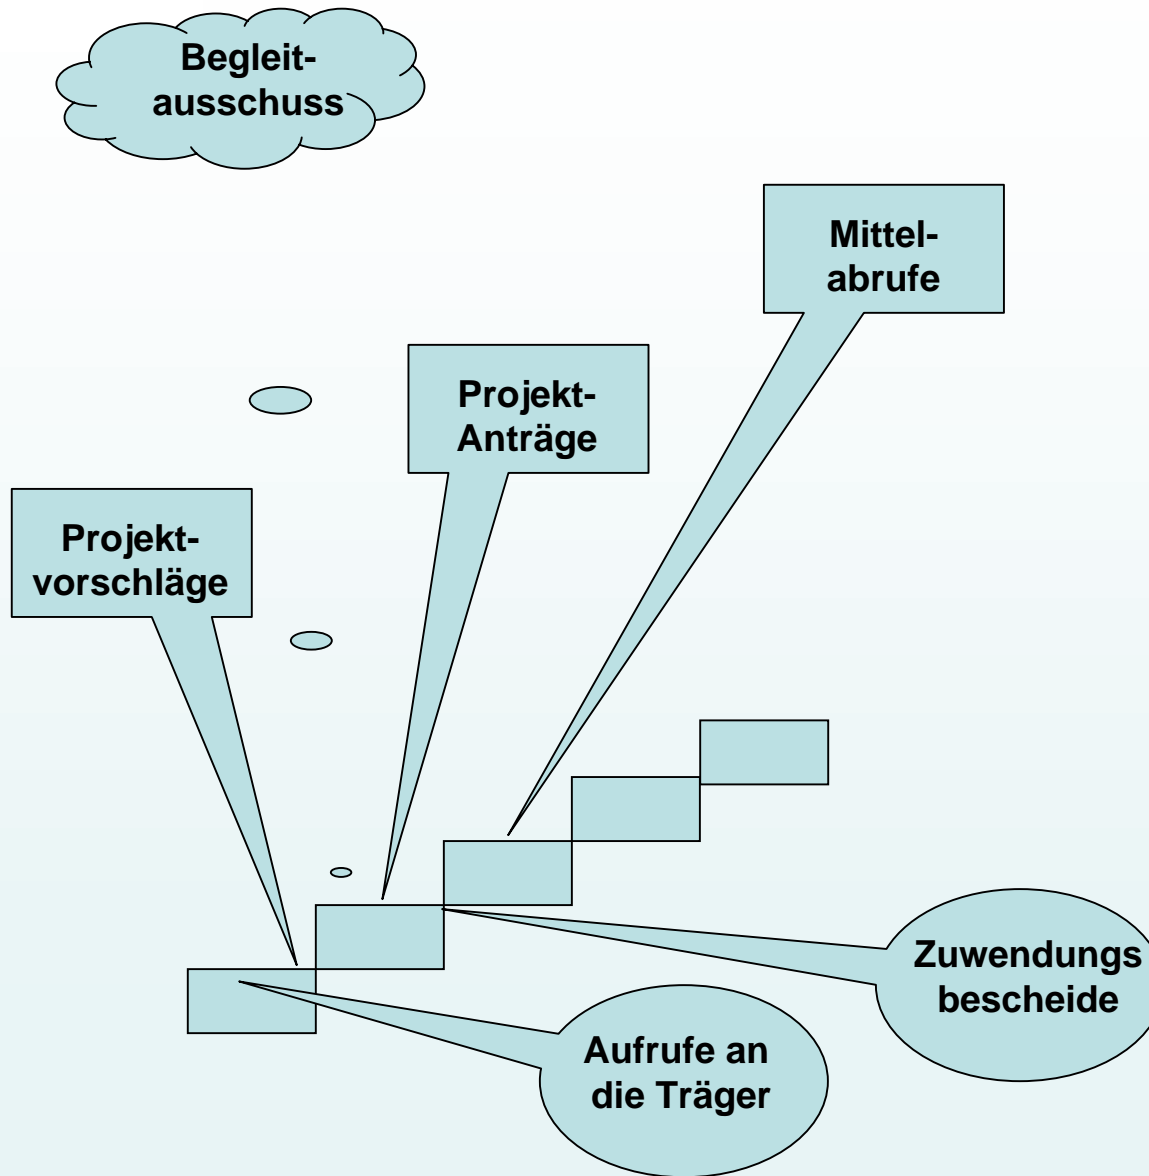 Begleit-
ausschuss
Mittel-
abrufe
Projekt-
Anträge
Projekt-
vorschläge
Zuwendungs
bescheide
Aufrufe an
die Träger